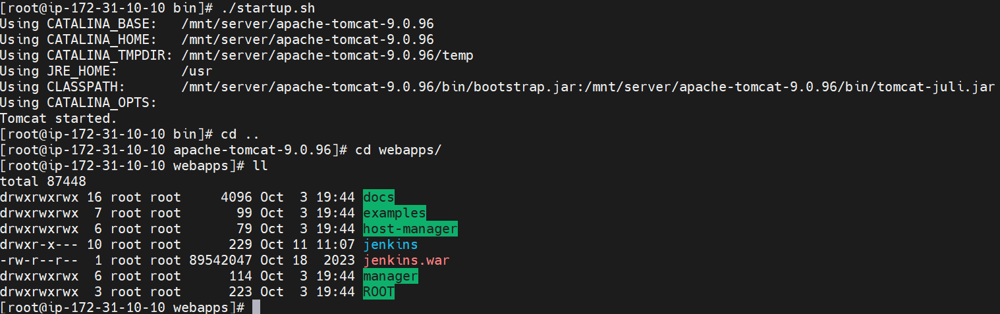 [root@ip-172-31-10-10 bin]# ./startup.sh
Using CATALINA_BASE:   /mnt/server/apache-tomcat-9.0.96
Using CATALINA_HOME:   /mnt/server/apache-tomcat-9.0.96
Using CATALINA_TMPDIR: /mnt/server/apache-tomcat-9.0.96/temp
Using JRE_HOME:        /usr
Using CLASSPATH:       /mnt/server/apache-tomcat-9.0.96/bin/bootstrap.jar:/mnt/server/apache-tomcat-9.0.96/bin/tomcat-juli.jar
Using CATALINA_OPTS:
Tomcat started.
[root@ip-172-31-10-10 bin]# cd ..
[root@ip-172-31-10-10 apache-tomcat-9.0.96]# cd webapps/
[root@ip-172-31-10-10 webapps]# ll
total 87448
drwxrwxrwx 16 root root     4096 Oct  3 19:44 docs
drwxrwxrwx  7 root root       99 Oct  3 19:44 examples
drwxrwxrwx  6 root root       79 Oct  3 19:44 host-manager
drwxr-x--- 10 root root      229 Oct 11 11:07 jenkins
-rw-r--r--  1 root root 89542047 Oct 18  2023 jenkins.war
drwxrwxrwx  6 root root      114 Oct  3 19:44 manager
drwxrwxrwx  3 root root      223 Oct  3 19:44 ROOT
[root@ip-172-31-10-10 webapps]#